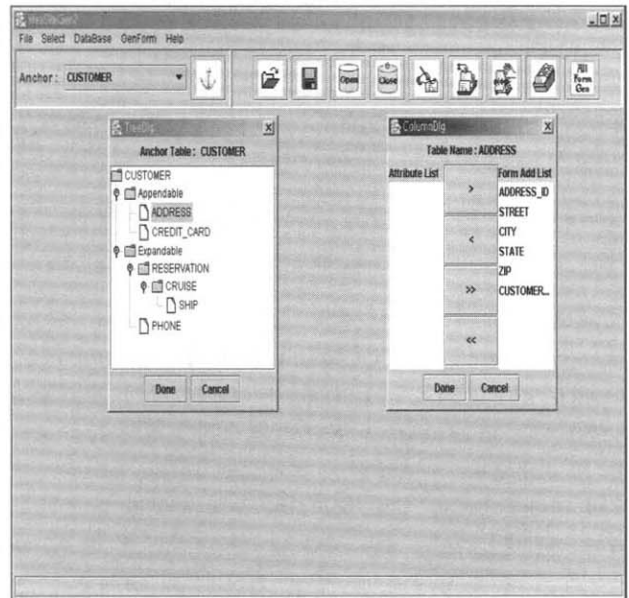 File Select DataBase GenForm Help
Anchor : CUSTOMER
Open
Close
All
Form
Gen
TreeDlg
Anchor Table : CUSTOMER
CUSTOMER
Appendable
ADDRESS
CREDIT_CARD
Expandable
RESERVATION
CRUISE
SHIP
PHONE
Done Cancel
ColumnDlg
Table Name : ADDRESS
Attribute List
>
<
>>
<<
Form Add List
ADDRESS_ID
STREET
CITY
STATE
ZIP
CUSTOMER...
Done Cancel